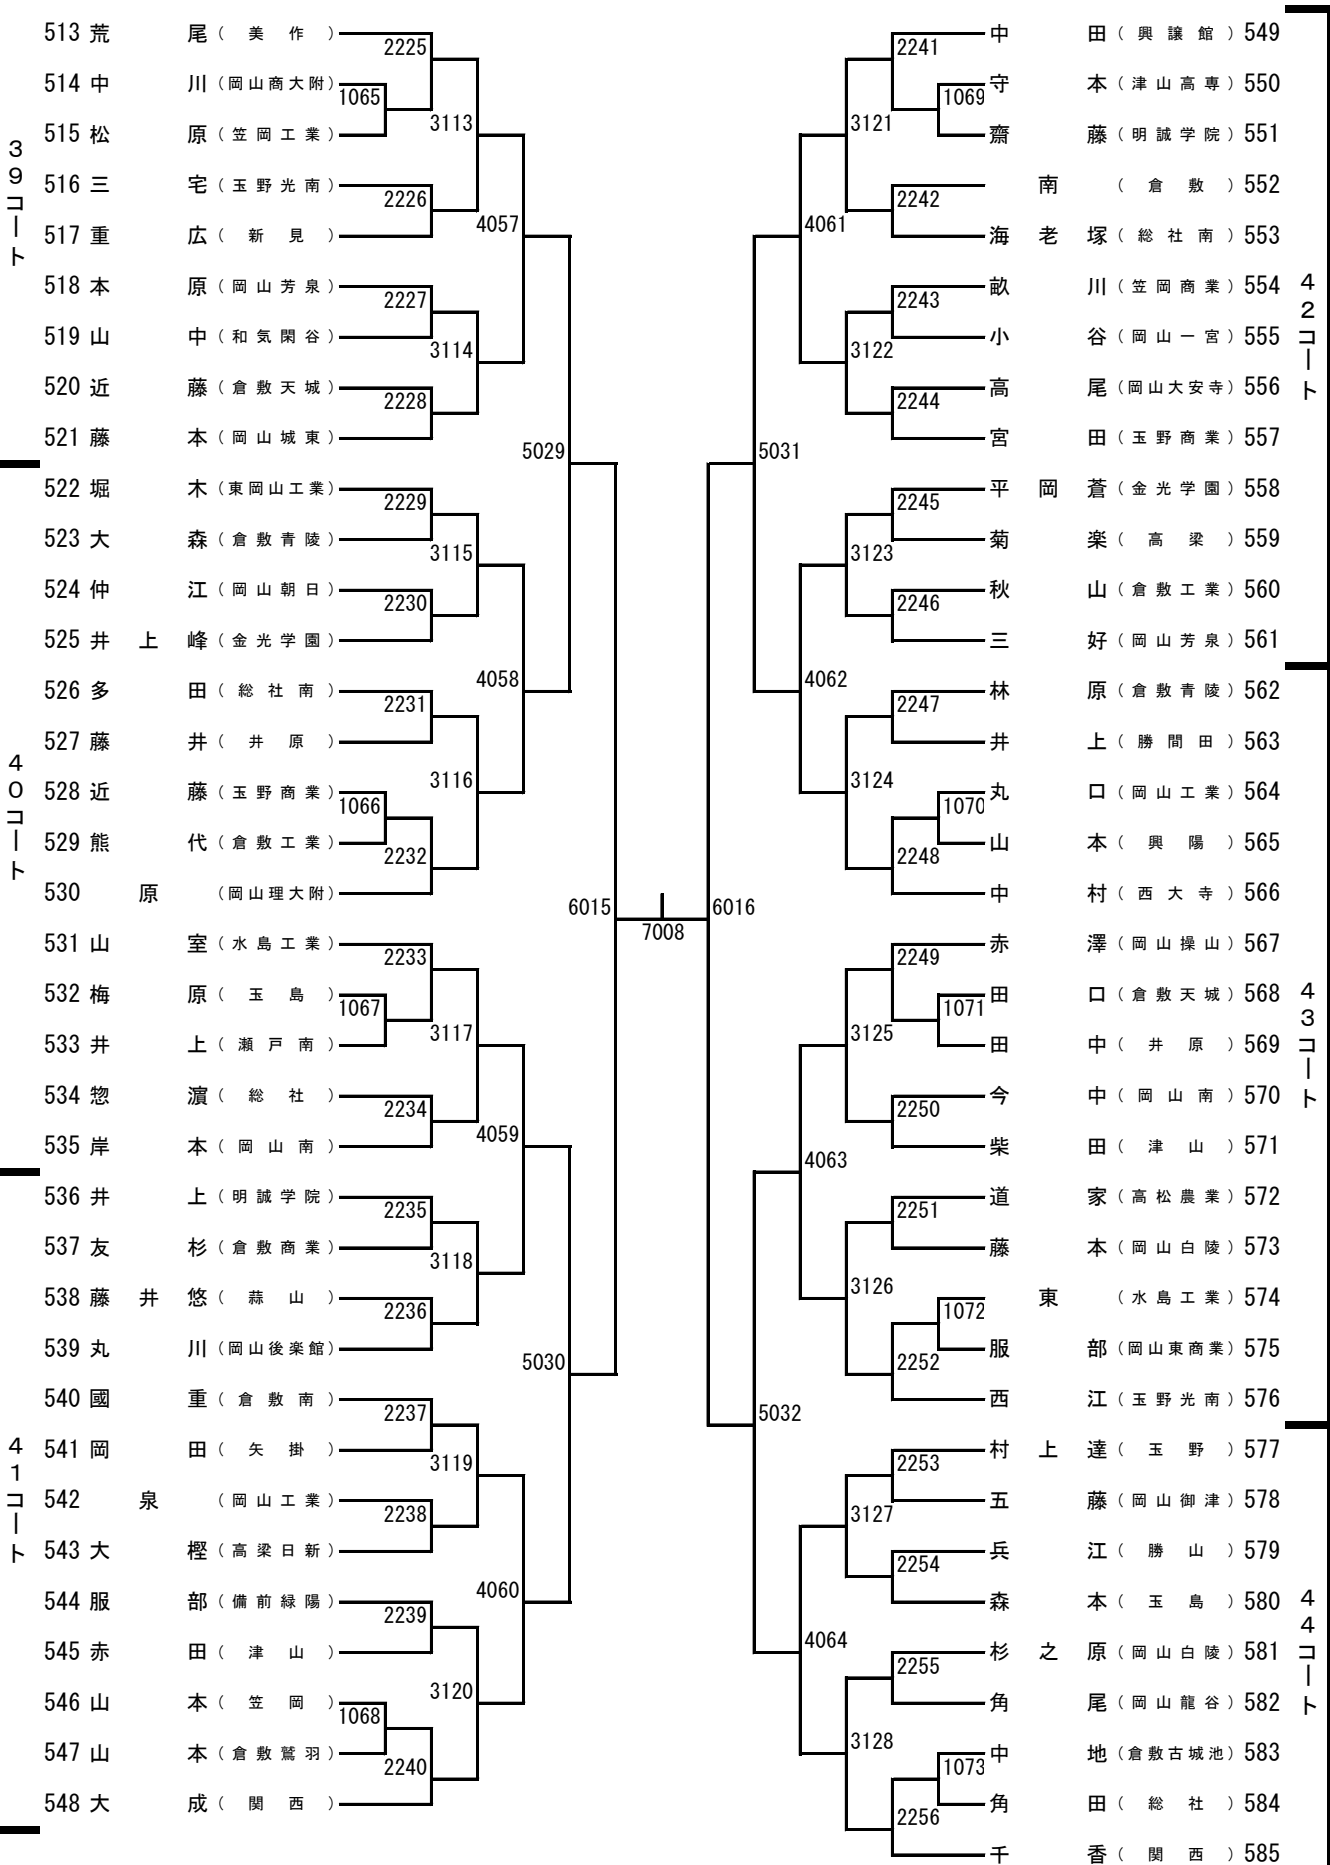 39コート
513 荒尾 (美作)
514 中川 (岡山商大附)
515 松原 (笠岡工業)
516 三宅 (玉野光南)
517 重広 (新見)
518 本原 (岡山芳泉)
519 山中 (和気閑谷)
520 近藤 (倉敷天城)
521 藤本 (岡山城東)
40コート
522 堀木 (東岡山工業)
523 大森 (倉敷青陵)
524 仲江 (岡山朝日)
525 井上峰 (金光学園)
526 多田 (総社南)
527 藤井 (井原)
528 近藤 (玉野商業)
529 熊代 (倉敷工業)
530 原 (岡山理大附)
531 山室 (水島工業)
532 梅原 (玉島)
533 井上 (瀬戸南)
534 惣濵 (総社)
535 岸本 (岡山南)
41コート
536 井上 (明誠学院)
537 友杉 (倉敷商業)
538 藤井悠 (蒜山)
539 丸川 (岡山後楽館)
540 國重 (倉敷南)
541 岡田 (矢掛)
542 泉 (岡山工業)
543 大樫 (高梁日新)
544 服部 (備前緑陽)
545 赤田 (津山)
546 山本 (笠岡)
547 山本 (倉敷鷲羽)
548 大成 (関西)
1065
1066
1067
1068
2225
2226
2227
2228
2229
2230
2231
2232
2233
2234
2235
2236
2237
2238
2239
2240
3113
3114
3115
3116
3117
3118
3119
3120
4057
4058
4059
4060
5029
5030
6015
7008
6016
5031
5032
4061
4062
4063
4064
3121
3122
3123
3124
3125
3126
3127
3128
2241
2242
2243
2244
2245
2246
2247
2248
2249
2250
2251
2252
2253
2254
2255
2256
1069
1070
1071
1072
1073
42コート
中田 (興譲館) 549
守本 (津山高専) 550
齋藤 (明誠学院) 551
南 (倉敷) 552
海老塚 (総社南) 553
畝川 (笠岡商業) 554
小谷 (岡山一宮) 555
高尾 (岡山大安寺) 556
宮田 (玉野商業) 557
平岡蒼 (金光学園) 558
菊楽 (高梁) 559
秋山 (倉敷工業) 560
三好 (岡山芳泉) 561
43コート
林原 (倉敷青陵) 562
井上 (勝間田) 563
丸口 (岡山工業) 564
山本 (興陽) 565
中村 (西大寺) 566
赤澤 (岡山操山) 567
田口 (倉敷天城) 568
田中 (井原) 569
今中 (岡山南) 570
柴田 (津山) 571
道家 (高松農業) 572
藤本 (岡山白陵) 573
東 (水島工業) 574
服部 (岡山東商業) 575
西江 (玉野光南) 576
44コート
村上達 (玉野) 577
五藤 (岡山御津) 578
兵江 (勝山) 579
森本 (玉島) 580
杉之原 (岡山白陵) 581
角尾 (岡山龍谷) 582
中地 (倉敷古城池) 583
角田 (総社) 584
千香 (関西) 585